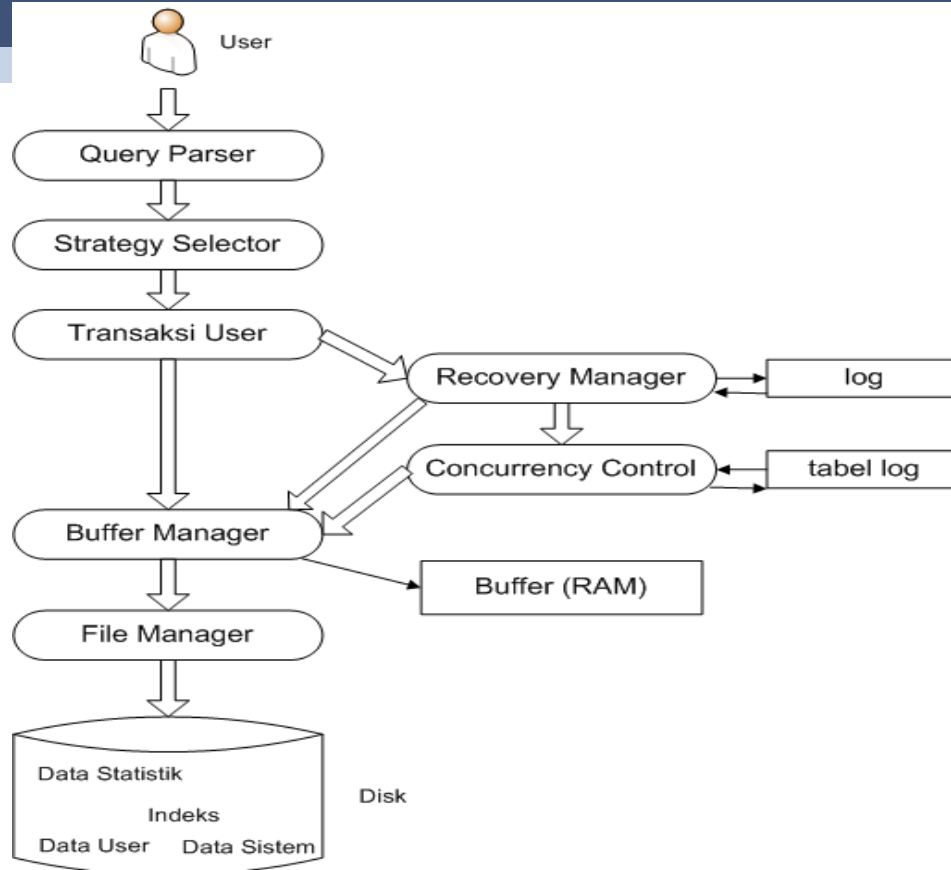 User
Query Parser
Strategy Selector
Transaksi User
Recovery Manager
log
Concurrency Control
tabel log
Buffer Manager
Buffer (RAM)
File Manager
Data Statistik
Disk
Indeks
Data User
Data Sistem